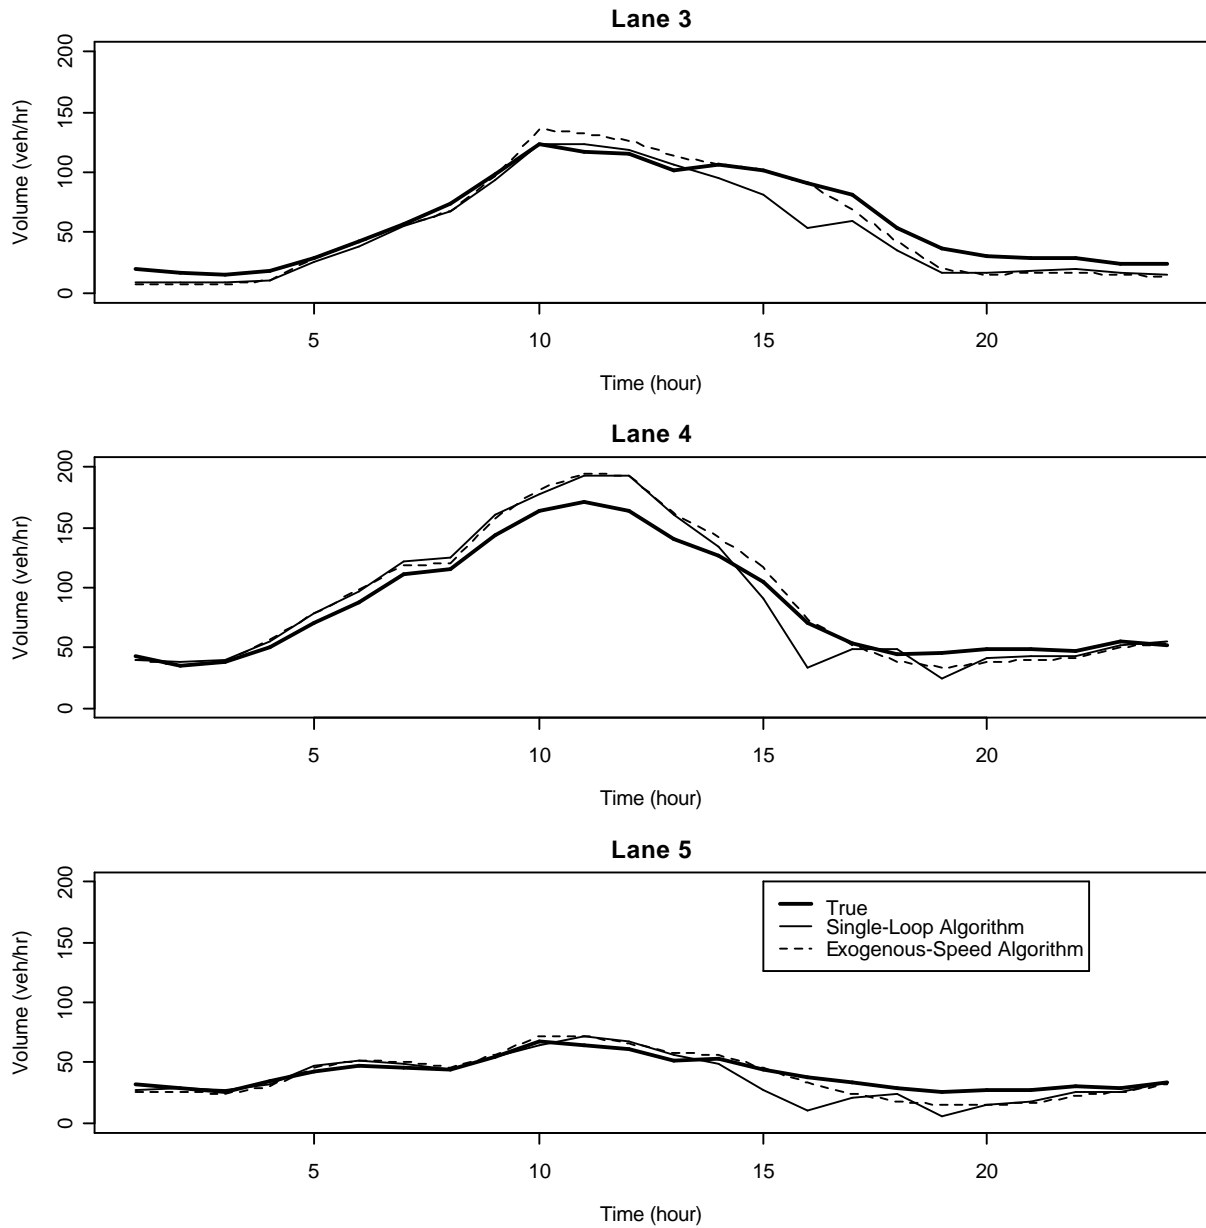 Lane 3
200
150
100
50
0
Volume (veh/hr)
5 10 15 20
Time (hour)
Lane 4
200
150
100
50
0
Volume (veh/hr)
5 10 15 20
Time (hour)
Lane 5
200
150
100
50
0
Volume (veh/hr)
True
Single-Loop Algorithm
Exogenous-Speed Algorithm
5 10 15 20
Time (hour)